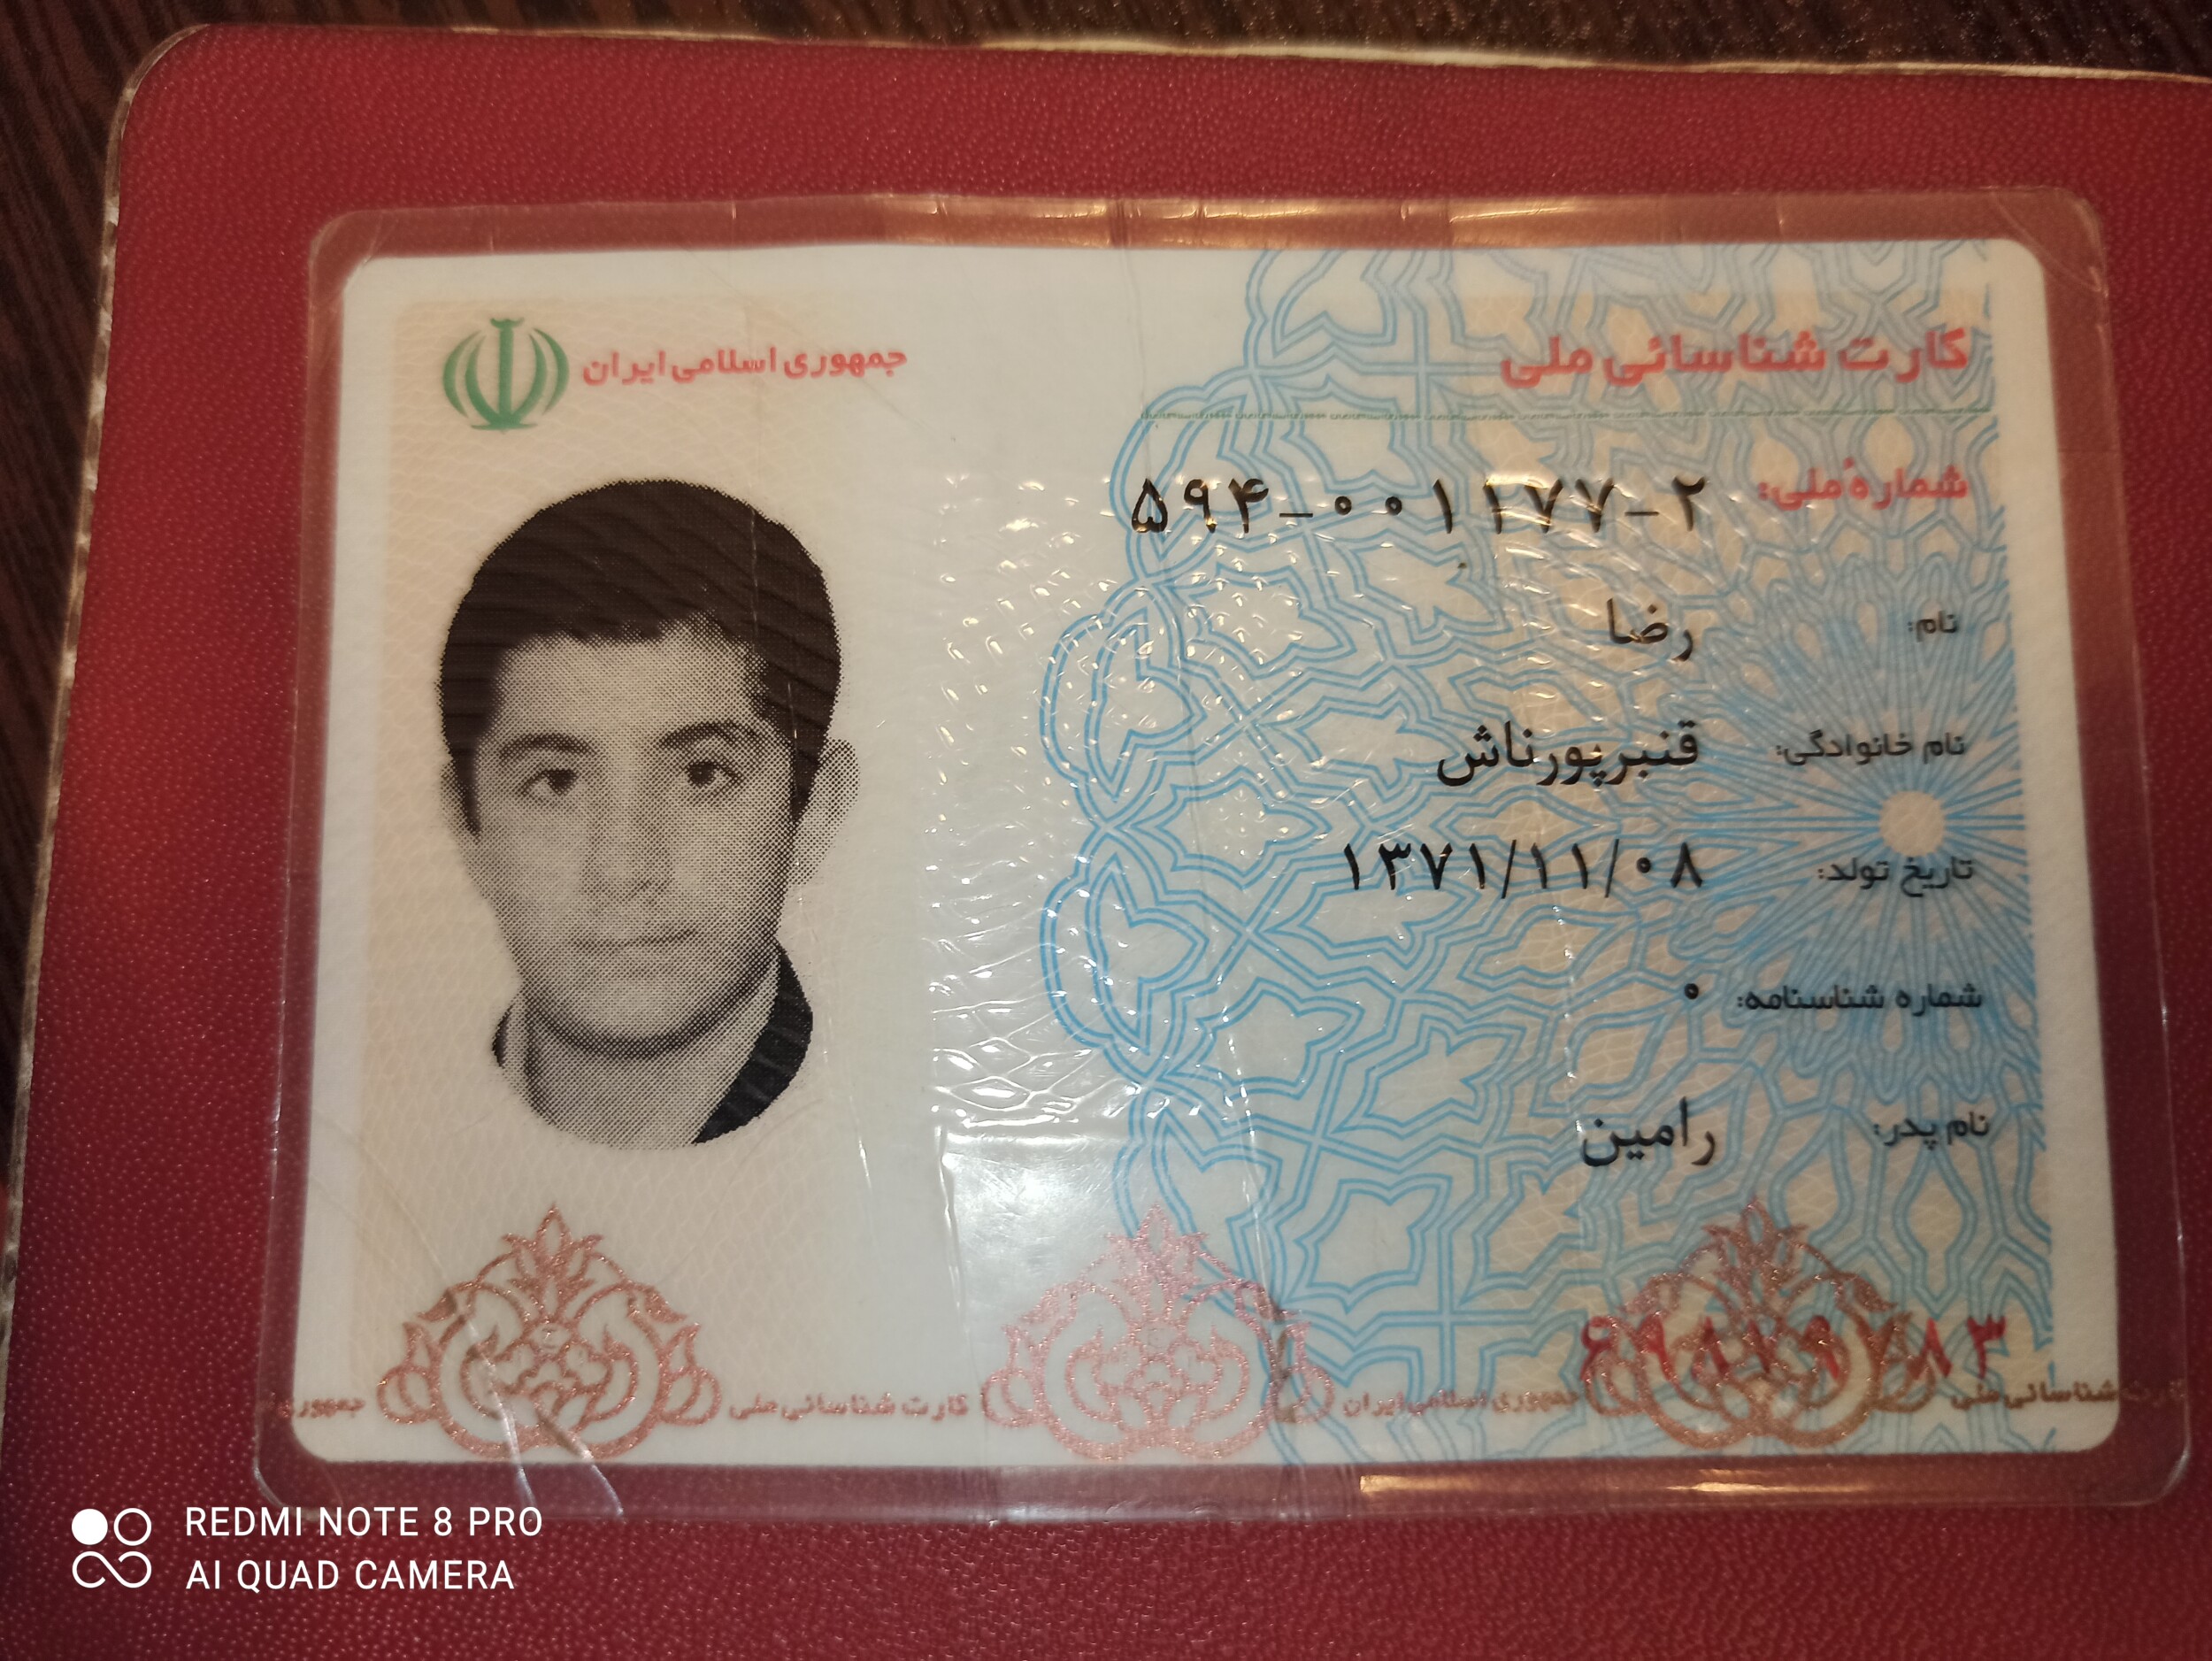 جمهوری اسلامی ایران
کارت شناسائی ملی
شماره ملی: ۵۹۴-۰۰۱۱۷۷-۲
نام: رضا
نام خانوادگی: قنبرپورناش
تاریخ تولد: ۱۳۷۱/۱۱/۰۸
شماره شناسنامه: ۰
نام پدر: رامین
جمهوری کارت شناسائی ملی جمهوری اسلامی ایران کارت شناسائی ملی
REDMI NOTE 8 PRO
AI QUAD CAMERA